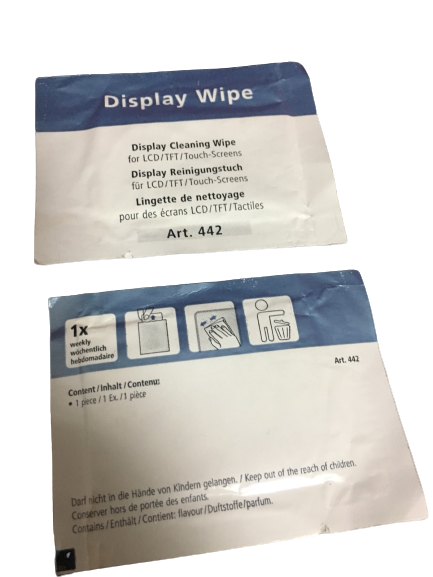 Display Wipe
Display Cleaning Wipe
for LCD/TFT/Touch-Screens
Display Reinigungstuch
für LCD/TFT/Touch-Screens
Lingette de nettoyage
pour des écrans LCD/TFT/Tactiles
Art. 442
1x
weekly
wöchentlich
hebdomadaire
Art. 442
Content/Inhalt/Contenu:
• 1 piece/1 Ex./1 pièce
Darf nicht in die Hände von Kindern gelangen./Keep out of the reach of children.
Conserver hors de portée des enfants.
Contains/Enthält/Contient: flavour/Duftstoffe/parfum.